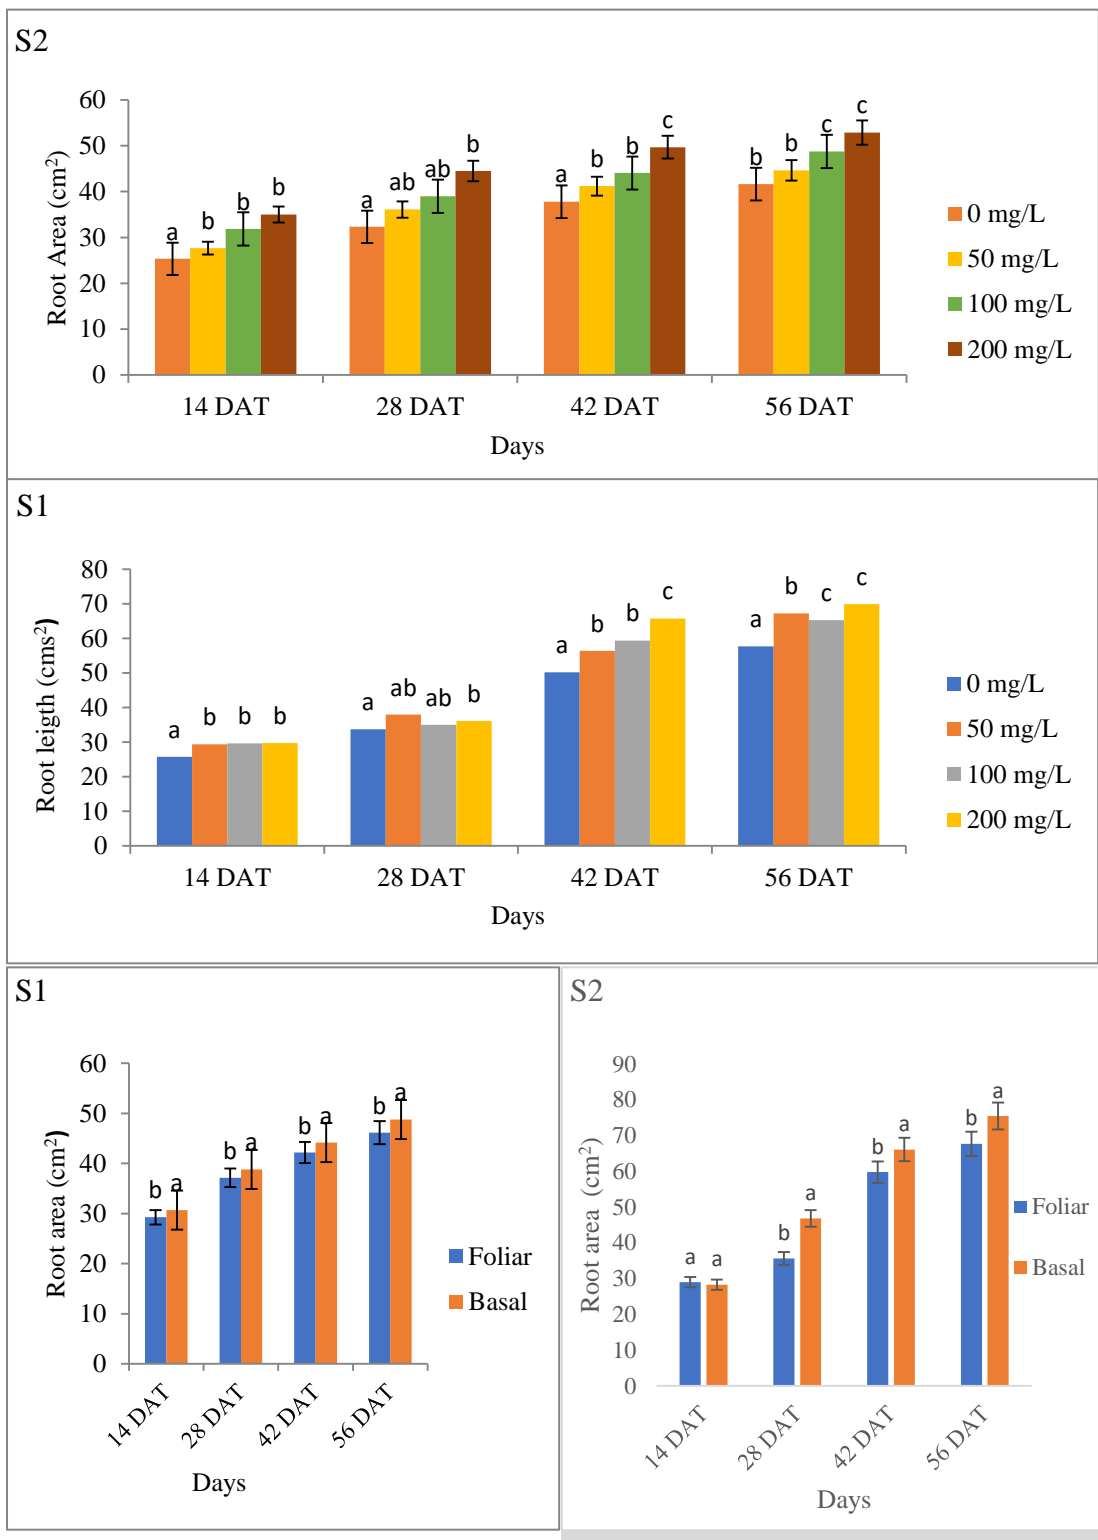 S2
Root Area (cm²)
60
50
40
30
20
10
0
a b b b
a ab ab b
a b b c
b b c c
14 DAT 28 DAT 42 DAT 56 DAT
Days
0 mg/L
50 mg/L
100 mg/L
200 mg/L
S1
Root leigth (cms²)
80
70
60
50
40
30
20
10
0
a b b b
a ab ab b
a b b c
a b c c
14 DAT 28 DAT 42 DAT 56 DAT
Days
0 mg/L
50 mg/L
100 mg/L
200 mg/L
S1
Root area (cm²)
60
50
40
30
20
10
0
b a
b a
b a
b a
14 DAT 28 DAT 42 DAT 56 DAT
Days
Foliar
Basal
S2
Root area (cm²)
90
80
70
60
50
40
30
20
10
0
a a
b a
b a
b a
14 DAT 28 DAT 42 DAT 56 DAT
Days
Foliar
Basal